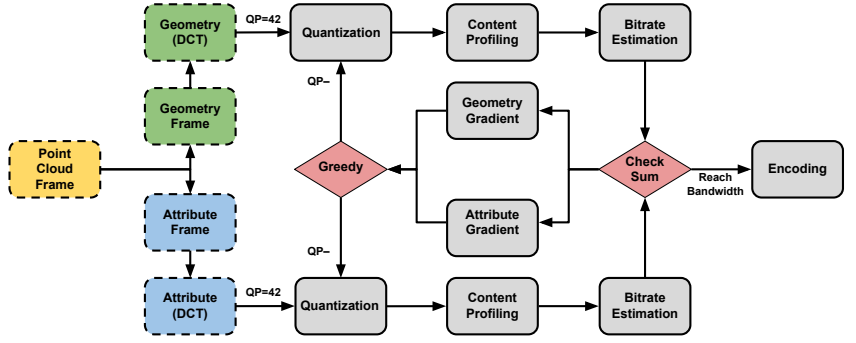 Geometry
(DCT)
QP=42
Quantization
Content
Profiling
Bitrate
Estimation
QP–
Geometry
Frame
Geometry
Gradient
Point
Cloud
Frame
Greedy
Check
Sum
Reach
Bandwidth
Encoding
Attribute
Frame
Attribute
Gradient
QP–
Attribute
(DCT)
QP=42
Quantization
Content
Profiling
Bitrate
Estimation